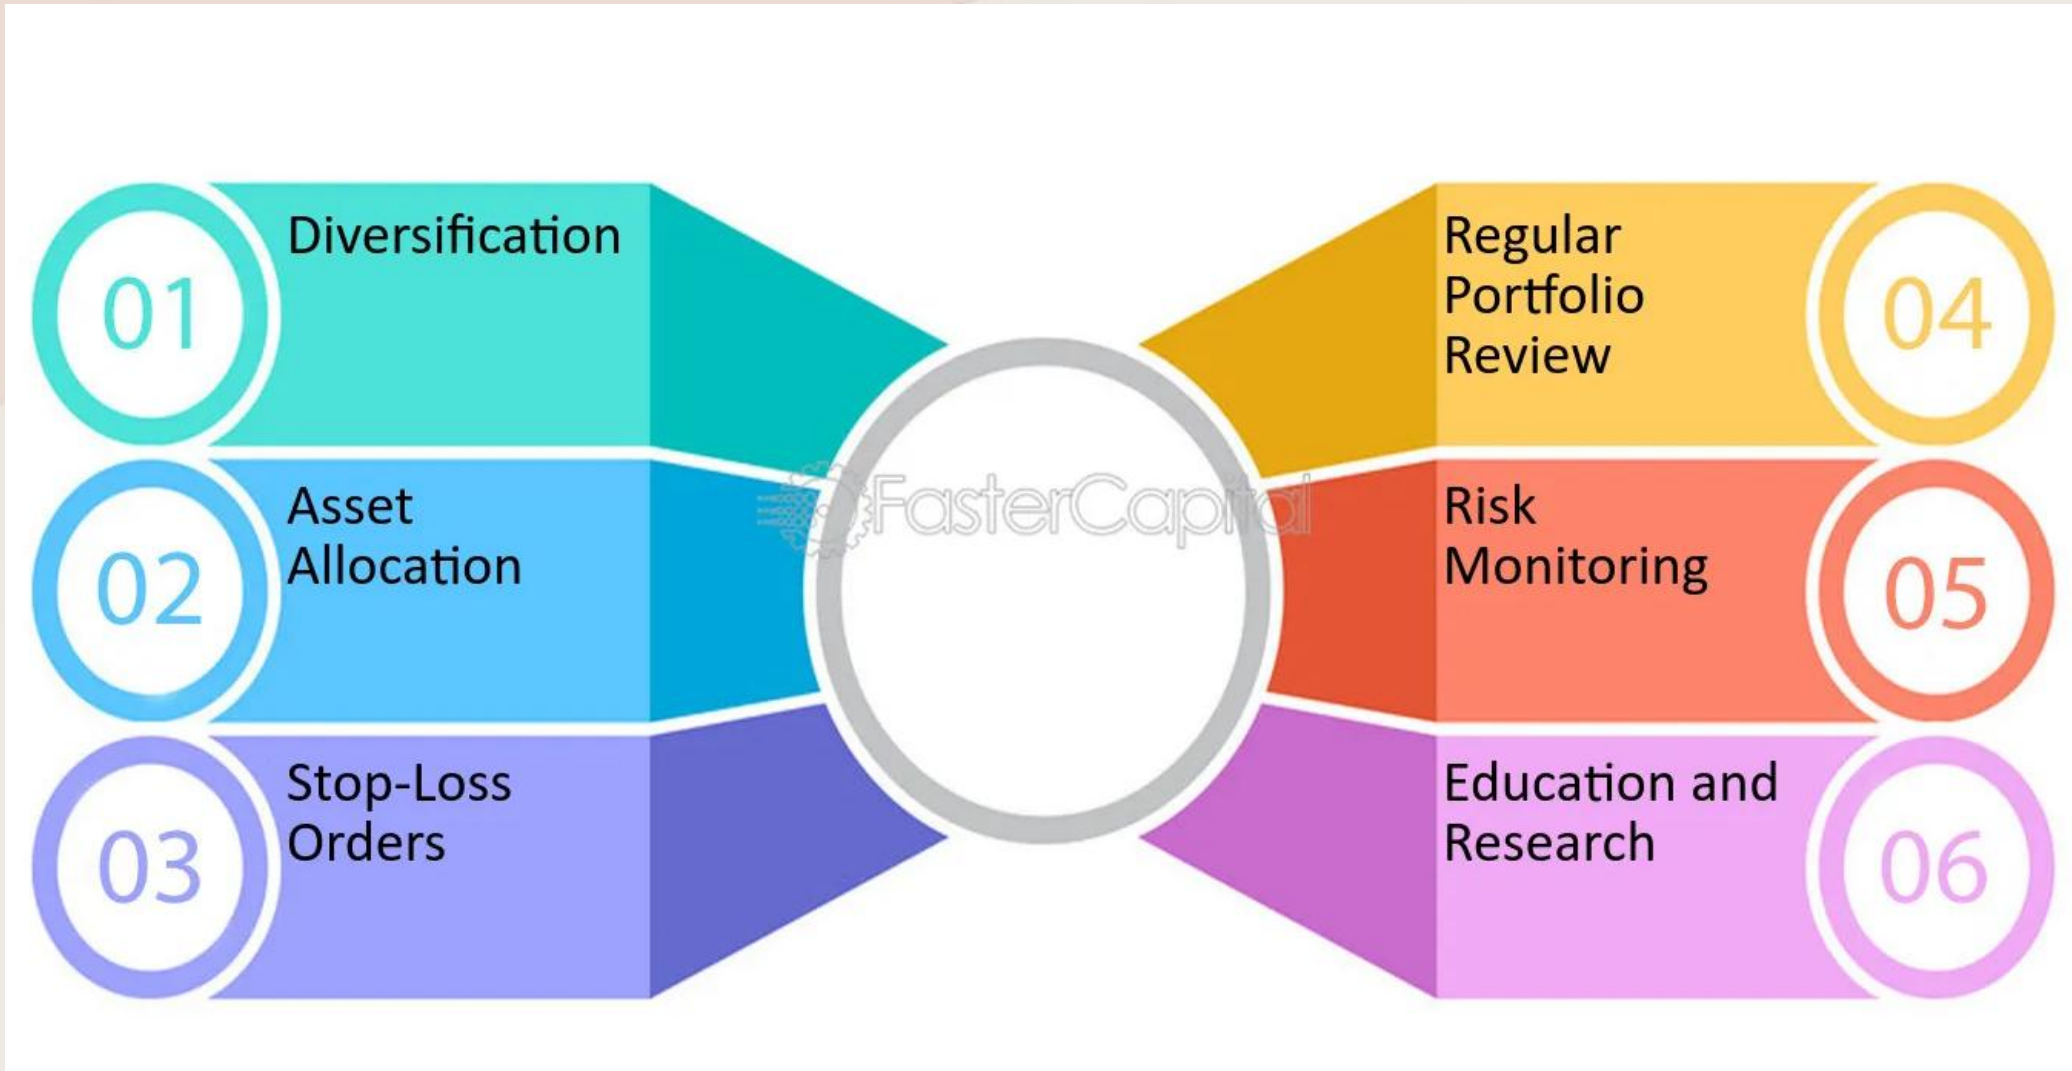 01
Diversification
02
Asset
Allocation
03
Stop-Loss
Orders
FasterCapital
04
Regular
Portfolio
Review
05
Risk
Monitoring
06
Education and
Research